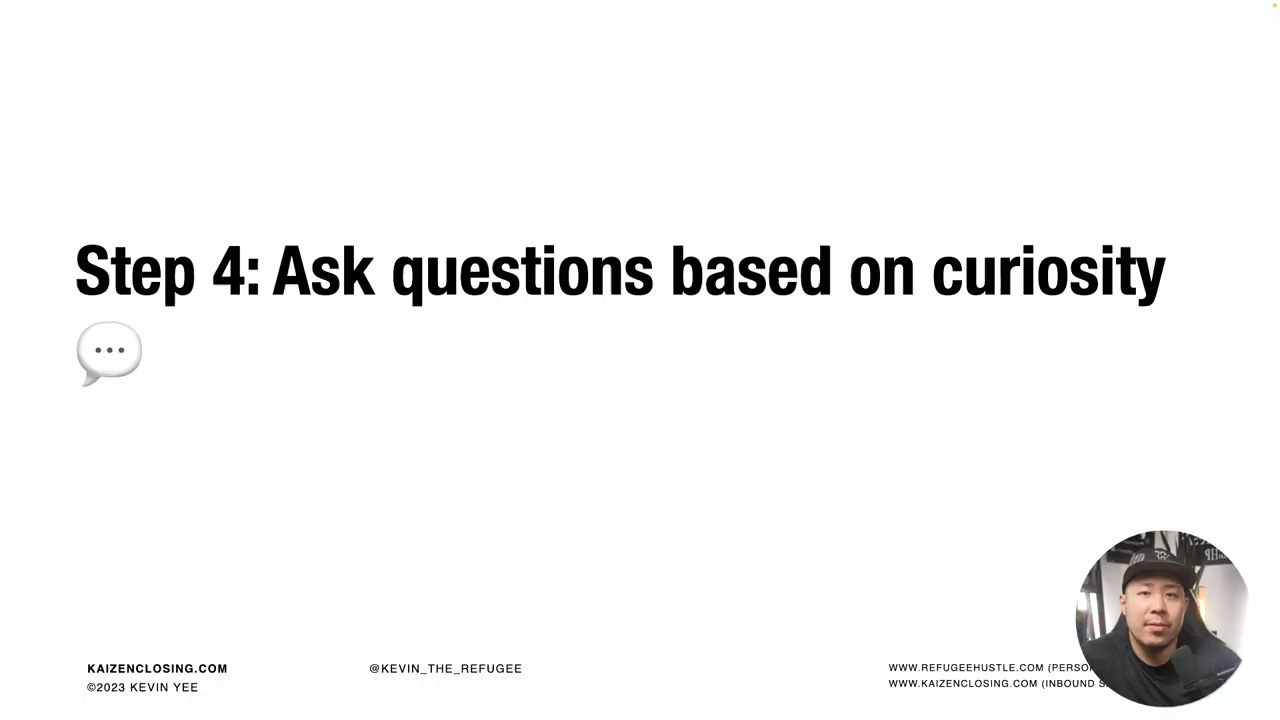 Step 4: Ask questions based on curiosity
KAIZENCLOSING.COM
©2023 KEVIN YEE
@KEVIN_THE_REFUGEE
WWW.REFUGEEHUSTLE.COM
WWW.KAIZENCLOSING.COM (INBOUND